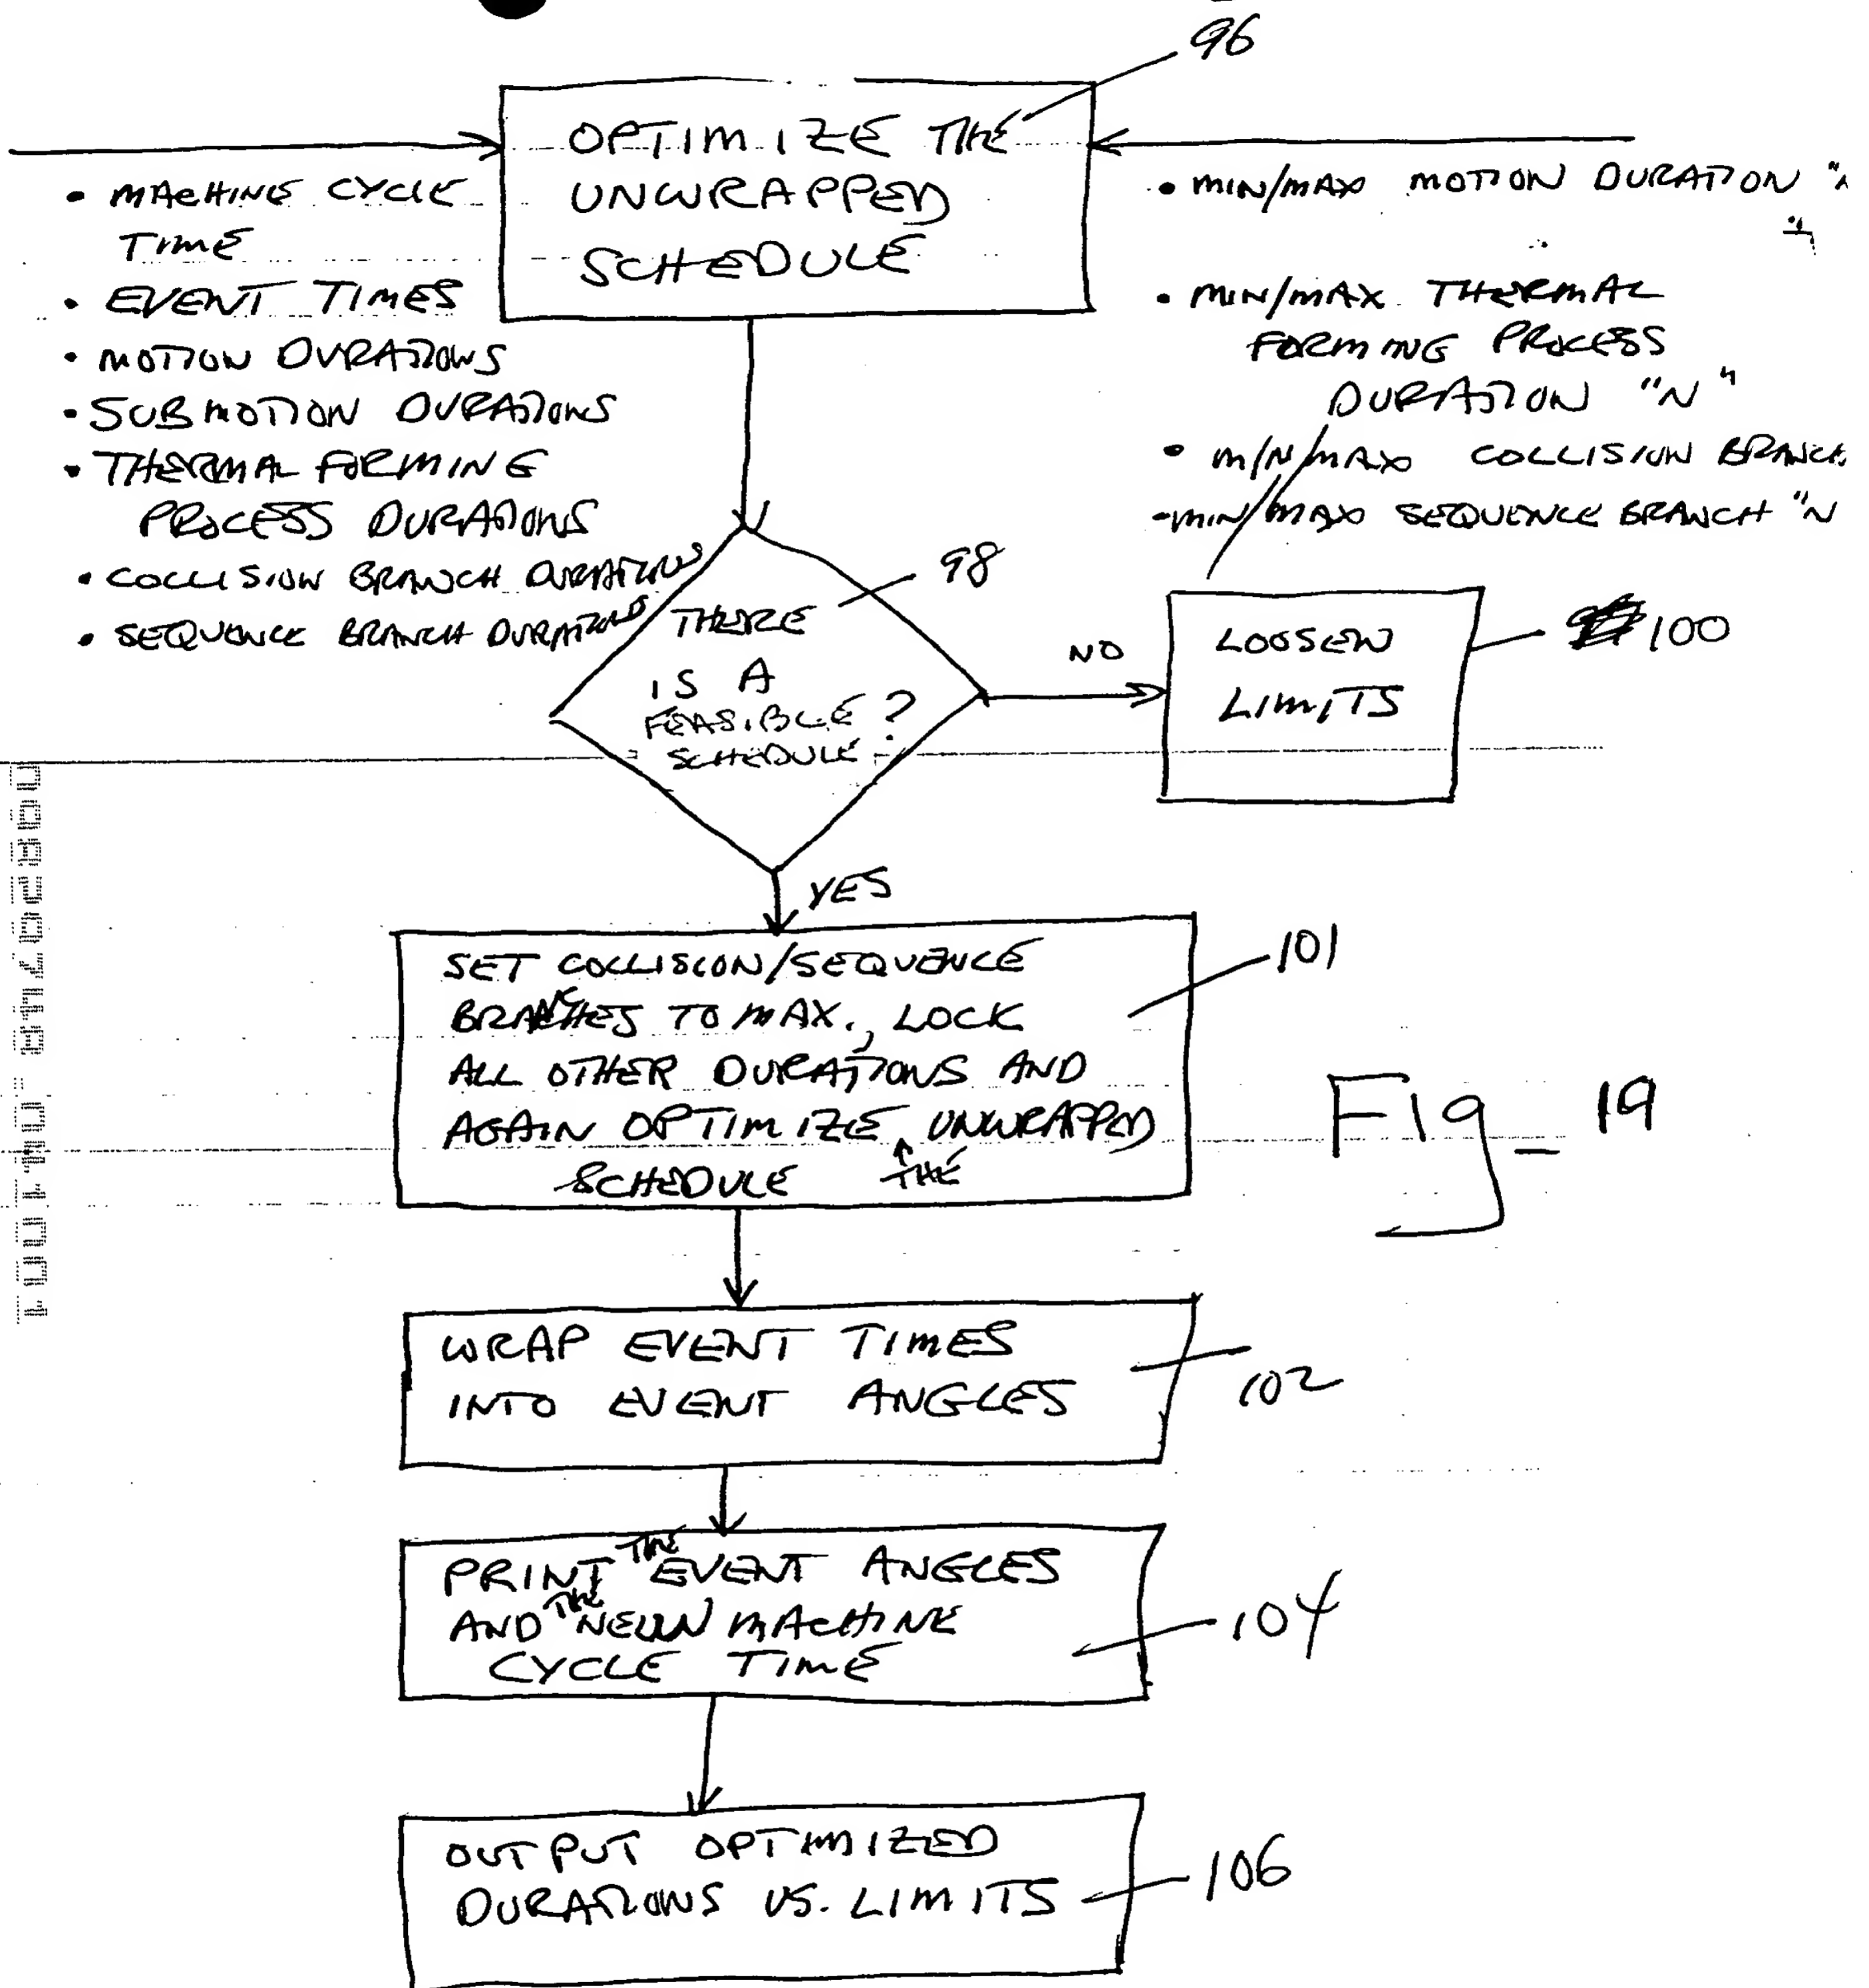 96
OPTIMIZE THE
UNWRAPPED
SCHEDULE
• MACHINE CYCLE
TIME
• EVENT TIMES
• MOTION DURATIONS
• SUBMOTION DURATIONS
• THERMAL FORMING
PROCESS DURATIONS
• COLLISION BRANCH DURATIONS
• SEQUENCE BRANCH DURATIONS
• MIN/MAX MOTION DURATION "
• MIN/MAX THERMAL
FORMING PROCESS
DURATION "N"
• MIN/MAX COLLISION BRANCH
• MIN/MAX SEQUENCE BRANCH "N
98
THERE
IS A
FEASIBLE ?
SCHEDULE
NO
LOOSEN
LIMITS
100
YES
SET COLLISION/SEQUENCE
BRANCHES TO MAX., LOCK
ALL OTHER DURATIONS AND
AGAIN OPTIMIZE THE UNWRAPPED
SCHEDULE
101
Fig_ 19
WRAP EVENT TIMES
INTO EVENT ANGLES
102
PRINT THE EVENT ANGLES
AND THE NEW MACHINE
CYCLE TIME
104
OUTPUT OPTIMIZED
DURATIONS VS. LIMITS
106